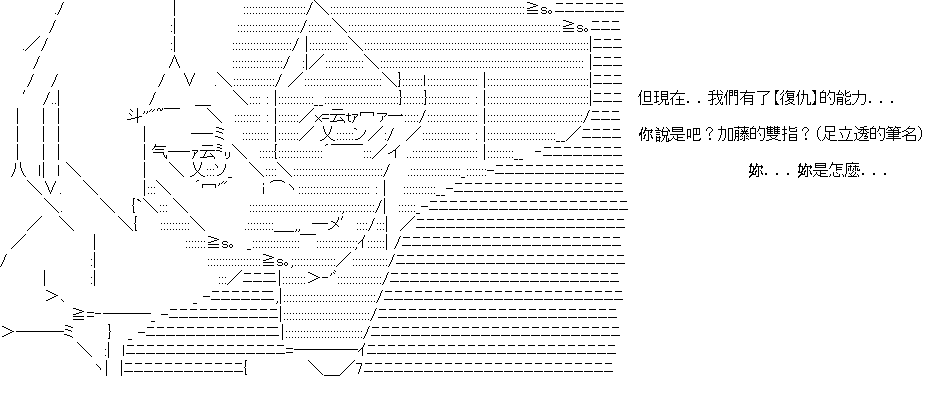 但現在．．我們有了【復仇】的能力．．．
你說是吧？加藤的雙指？（足立透的筆名）
妳．．．妳是怎麼．．．